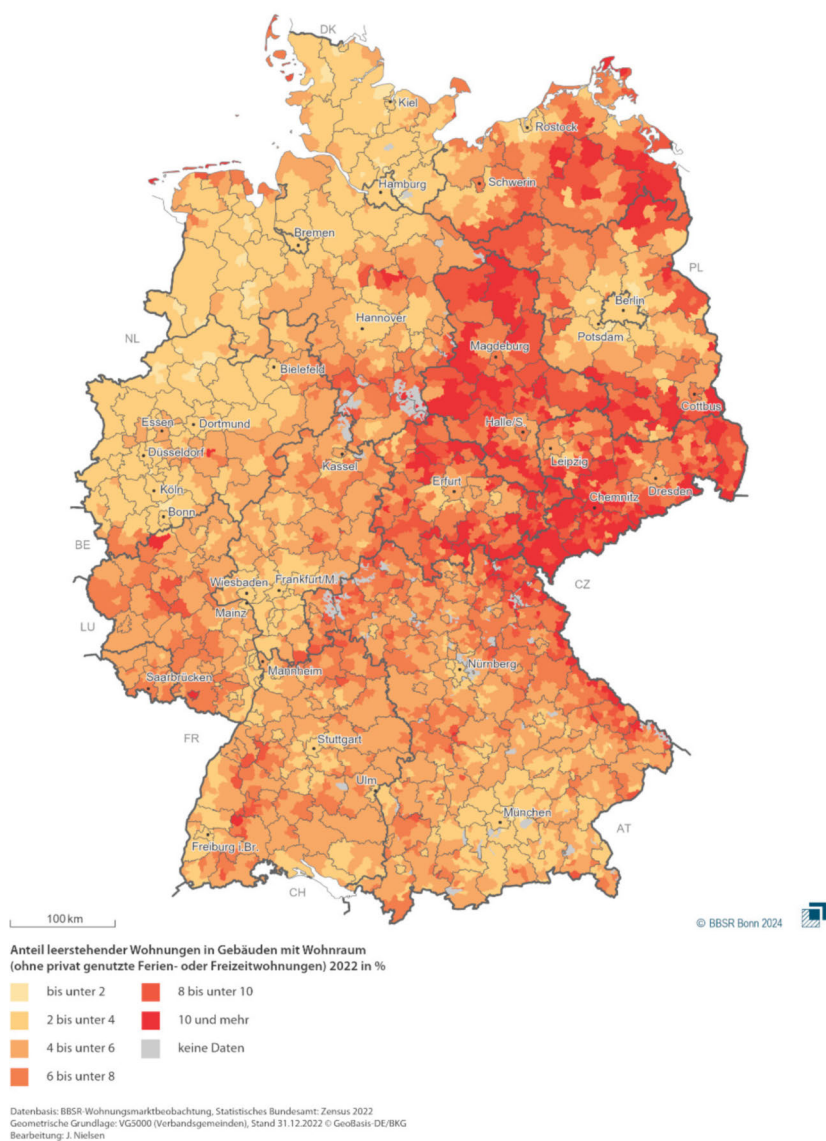 DK
Kiel
Rostock
Schwerin
Hamburg
Bremen
PL
Berlin
Hannover
Potsdam
NL
Magdeburg
Bielefeld
Cottbus
Essen
Dortmund
Halle/S.
Düsseldorf
Leipzig
Kassel
Erfurt
Dresden
Köln
Chemnitz
Bonn
BE
Wiesbaden
Frankfurt/M.
CZ
Mainz
LU
Nürnberg
Mannheim
Saarbrücken
FR
Stuttgart
Ulm
München
AT
Freiburg i.Br.
CH
100 km
© BBSR Bonn 2024
Anteil leerstehender Wohnungen in Gebäuden mit Wohnraum
(ohne privat genutzte Ferien- oder Freizeitwohnungen) 2022 in %
bis unter 2
8 bis unter 10
2 bis unter 4
10 und mehr
4 bis unter 6
keine Daten
6 bis unter 8
Datenbasis: BBSR-Wohnungsmarktbeobachtung, Statistisches Bundesamt: Zensus 2022
Geometrische Grundlage: VG5000 (Verbandsgemeinden), Stand 31.12.2022 © GeoBasis-DE/BKG
Bearbeitung: J. Nielsen